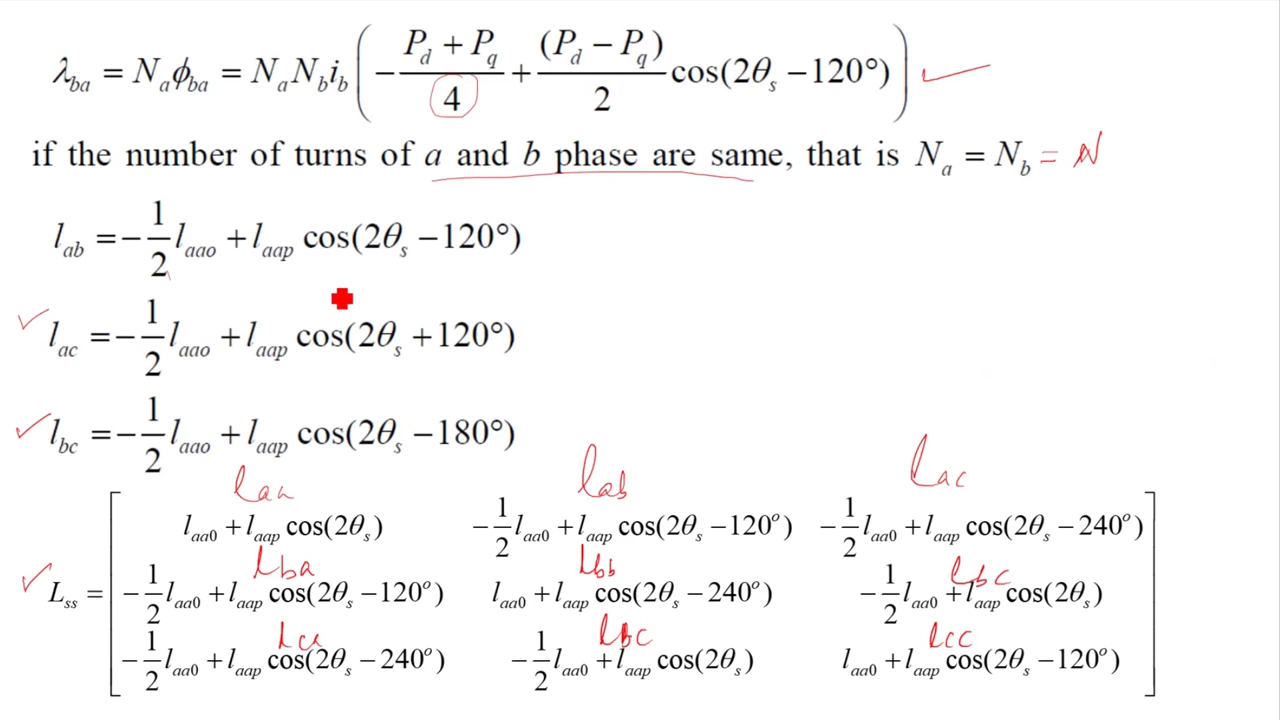 λ_ba = N_a ϕ_ba = N_a N_b i_b ( − (P_d + P_q)/4 + (P_d − P_q)/2 cos(2θ_s − 120°) ) ✓
if the number of turns of a and b phase are same, that is N_a = N_b = N
l_ab = −1/2 l_aao + l_aap cos(2θ_s − 120°)
✓ l_ac = −1/2 l_aao + l_aap cos(2θ_s + 120°)
✓ l_bc = −1/2 l_aao + l_aap cos(2θ_s − 180°)
l_aa l_ab l_ac
l_aa0 + l_aap cos(2θ_s) −1/2 l_aa0 + l_aap cos(2θ_s − 120°) −1/2 l_aa0 + l_aap cos(2θ_s − 240°)
l_ba l_bb l_bc
✓ L_ss = −1/2 l_aa0 + l_aap cos(2θ_s − 120°) l_aa0 + l_aap cos(2θ_s − 240°) −1/2 l_aa0 + l_aap cos(2θ_s)
l_ca l_bc l_cc
−1/2 l_aa0 + l_aap cos(2θ_s − 240°) −1/2 l_aa0 + l_aap cos(2θ_s) l_aa0 + l_aap cos(2θ_s − 120°)